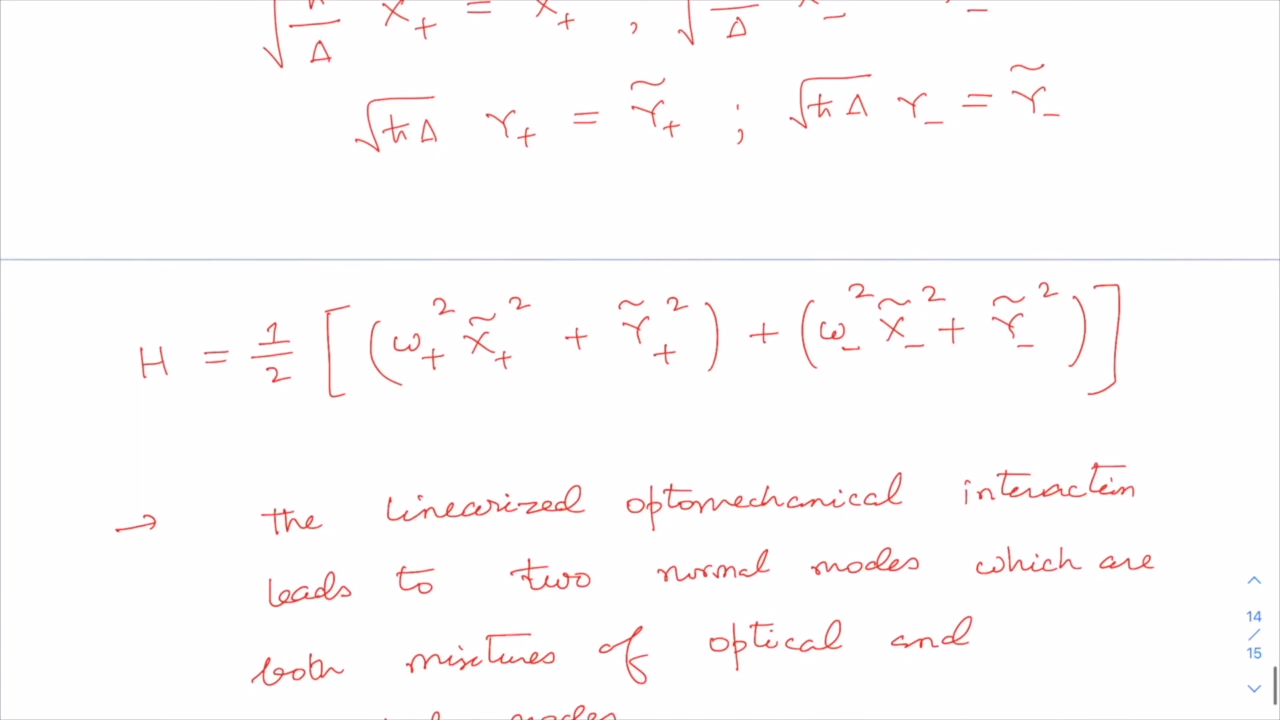 √(ħ/Δ) X₊ = X̃₊ , √(/Δ) X₋
√(ħΔ) Y₊ = Ỹ₊ ; √(ħΔ) Y₋ = Ỹ₋
H = 1/2 [(ω₊² X̃₊² + Ỹ₊²) + (ω₋² X̃₋² + Ỹ₋²)]
→ the linearized optomechanical interaction
leads to two normal modes which are
both mixtures of optical and
modes
14
/
15